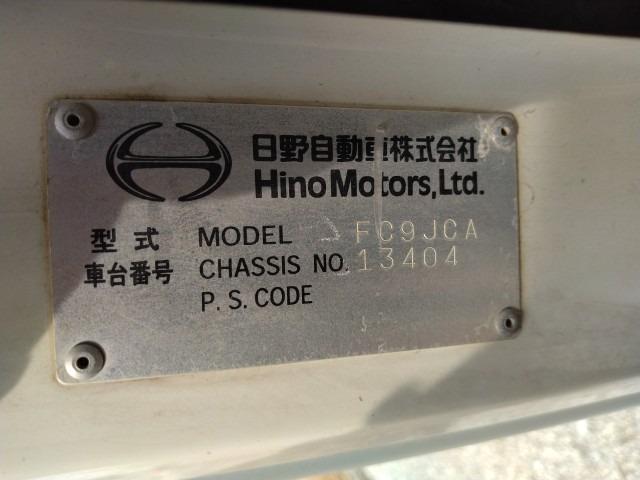 日野自動車株式会社
Hino Motors, Ltd.
型式 MODEL FC9JCA
車台番号 CHASSIS NO. 13404
P. S. CODE